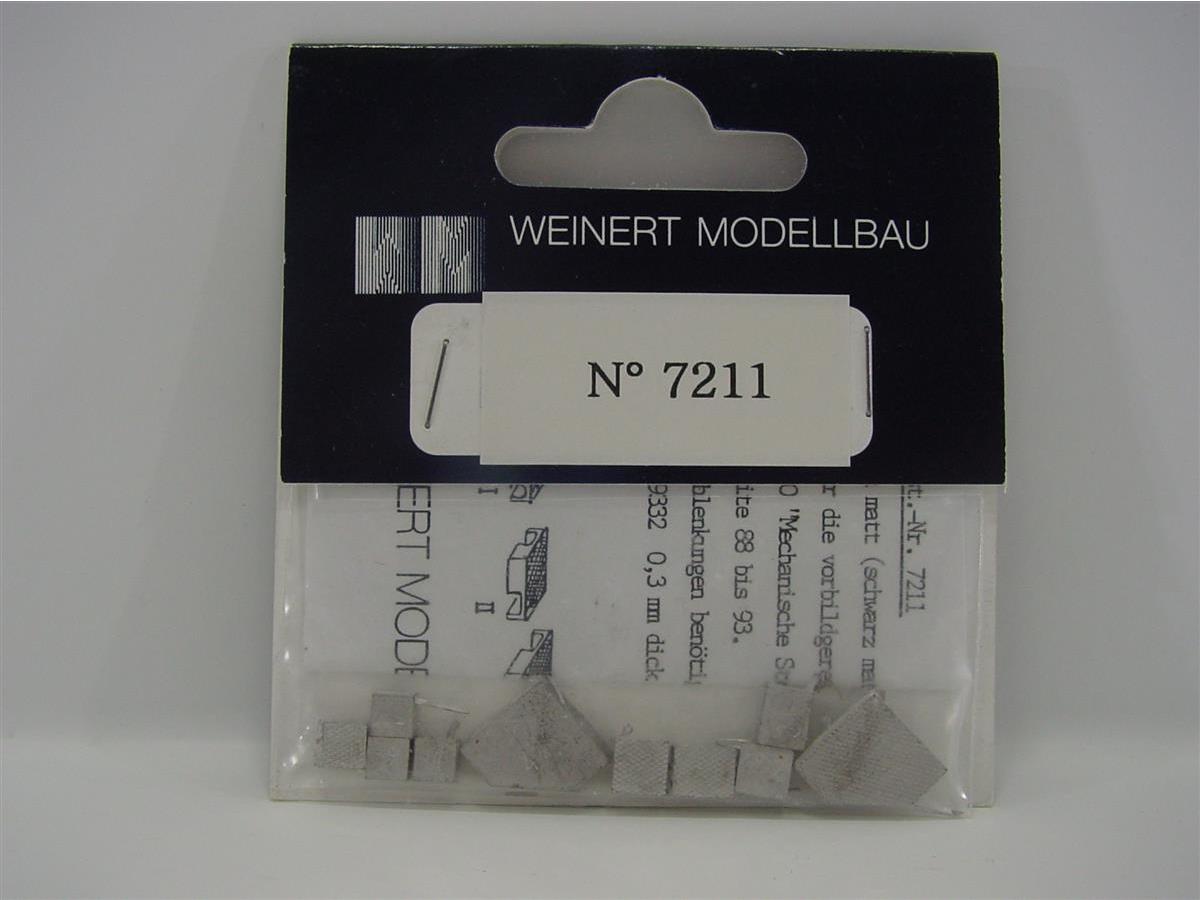 WEINERT MODELLBAU
N° 7211
t.-Nr. 7211
matt (schwarz ma
r die vorbildgere
0 "Mechanische S
ite 88 bis 93.
blenkungen benöti
9332 0,3 mm dick
I
II
ERT MODE